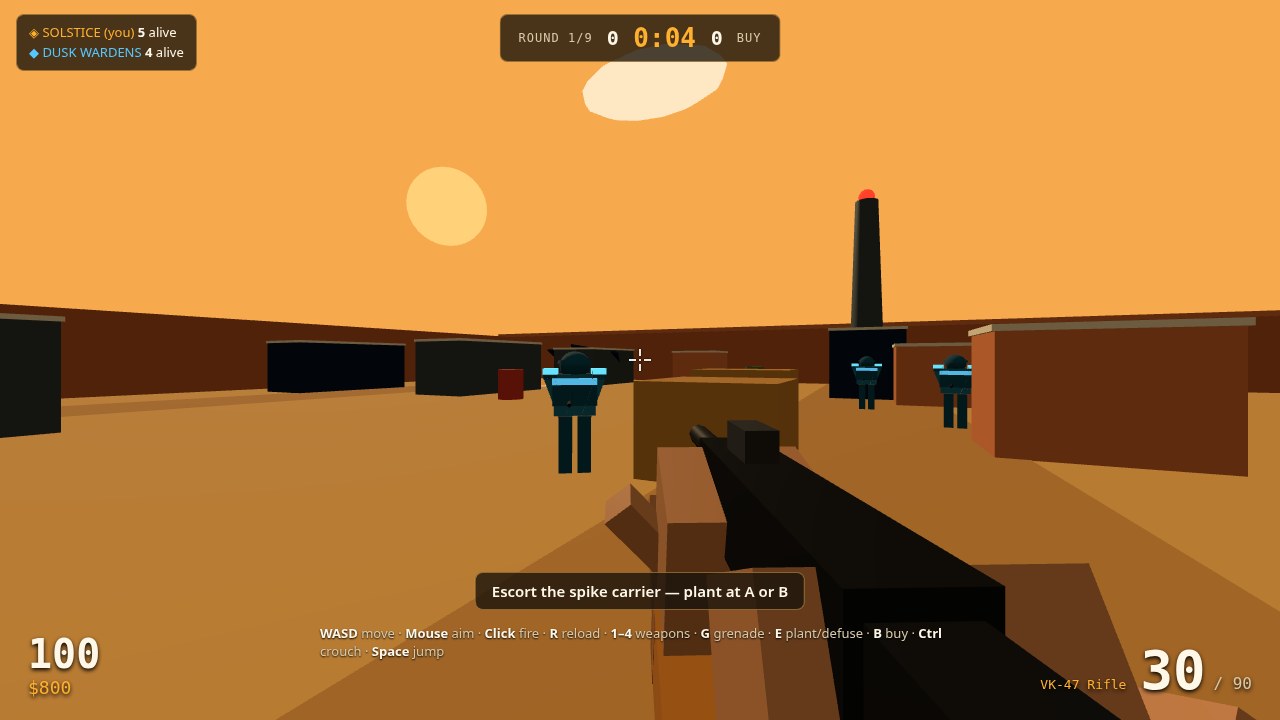 ◈ SOLSTICE (you) 5 alive
◆ DUSK WARDENS 4 alive
ROUND 1/9 0 0:04 0 BUY
Escort the spike carrier — plant at A or B
WASD move · Mouse aim · Click fire · R reload · 1–4 weapons · G grenade · E plant/defuse · B buy · Ctrl
crouch · Space jump
100
$800
VK-47 Rifle 30 / 90